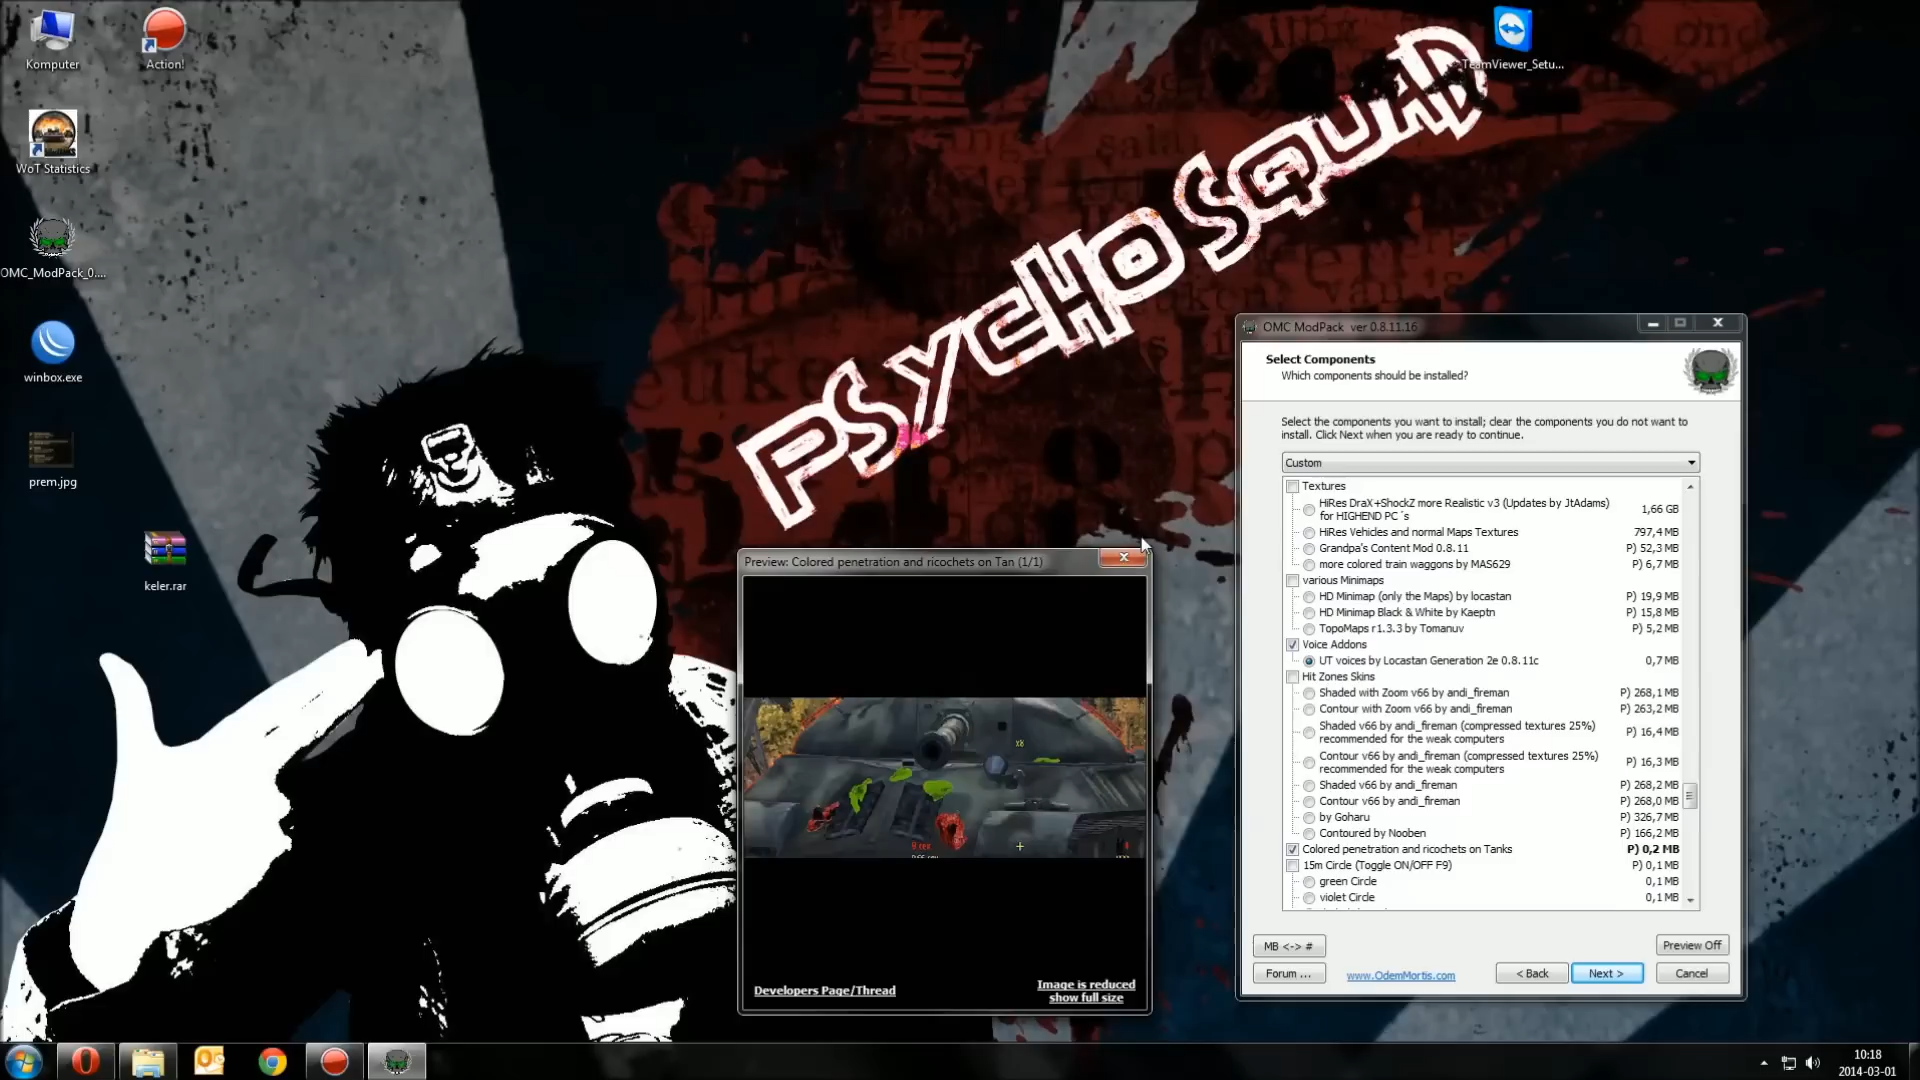 Komputer
Action!
TeamViewer_Setu...
WoT Statistics
OMC_ModPack_0....
winbox.exe
prem.jpg
keler.rar
PSYCHO SQUAD
Preview: Colored penetration and ricochets on Tan (1/1)
x8
Developers Page/Thread
Image is reduced
show full size
OMC ModPack ver 0.8.11.16
Select Components
Which components should be installed?
Select the components you want to install; clear the components you do not want to
install. Click Next when you are ready to continue.
Custom
Textures
HiRes DraX+ShockZ more Realistic v3 (Updates by JtAdams)
for HIGHEND PC´s 1,66 GB
HiRes Vehicles and normal Maps Textures 797,4 MB
Grandpa's Content Mod 0.8.11 P) 52,3 MB
more colored train waggons by MAS629 P) 6,7 MB
various Minimaps
HD Minimap (only the Maps) by locastan P) 19,9 MB
HD Minimap Black & White by Kaeptn P) 15,8 MB
TopoMaps r1.3.3 by Tomanuv P) 5,2 MB
Voice Addons
UT voices by Locastan Generation 2e 0.8.11c 0,7 MB
Hit Zones Skins
Shaded with Zoom v66 by andi_fireman P) 268,1 MB
Contour with Zoom v66 by andi_fireman P) 263,2 MB
Shaded v66 by andi_fireman (compressed textures 25%)
recommended for the weak computers P) 16,4 MB
Contour v66 by andi_fireman (compressed textures 25%)
recommended for the weak computers P) 16,3 MB
Shaded v66 by andi_fireman P) 268,2 MB
Contour v66 by andi_fireman P) 268,0 MB
by Goharu P) 326,7 MB
Contoured by Nooben P) 166,2 MB
Colored penetration and ricochets on Tanks P) 0,2 MB
15m Circle (Toggle ON/OFF F9) P) 0,1 MB
green Circle 0,1 MB
violet Circle 0,1 MB
MB <-> #
Preview Off
Forum ...
www.OdemMortis.com
< Back
Next >
Cancel
10:18
2014-03-01